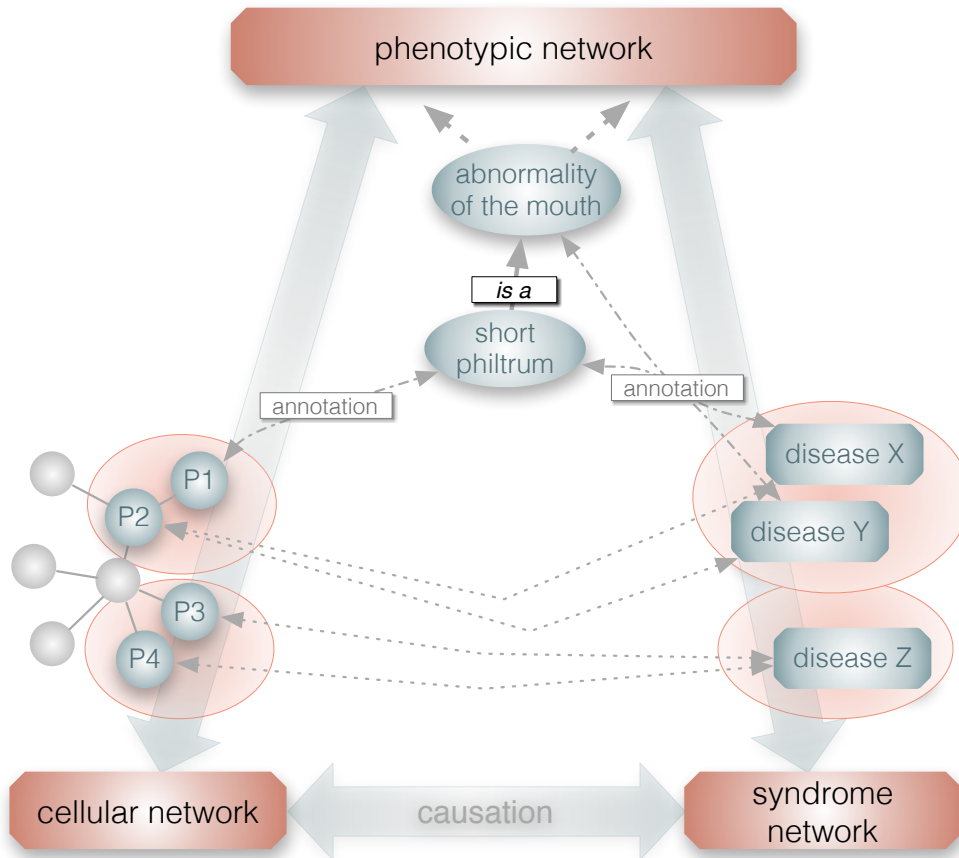 phenotypic network
abnormality
of the mouth
is a
short
philtrum
annotation
annotation
P1
P2
P3
P4
disease X
disease Y
disease Z
cellular network
causation
syndrome
network